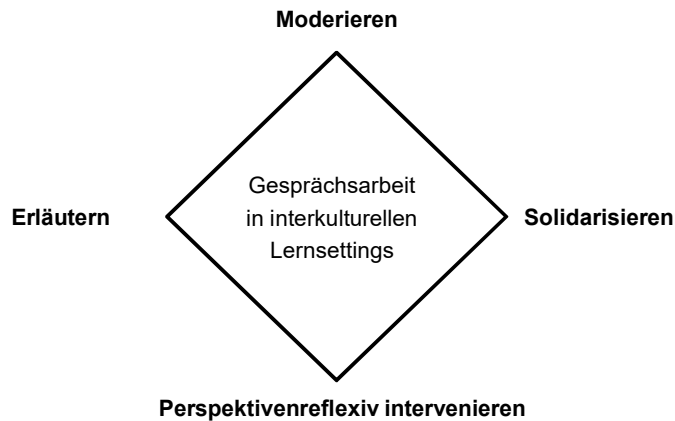 Moderieren
Gesprächsarbeit
in interkulturellen
Lernsettings
Erläutern
Solidarisieren
Perspektivenreflexiv intervenieren